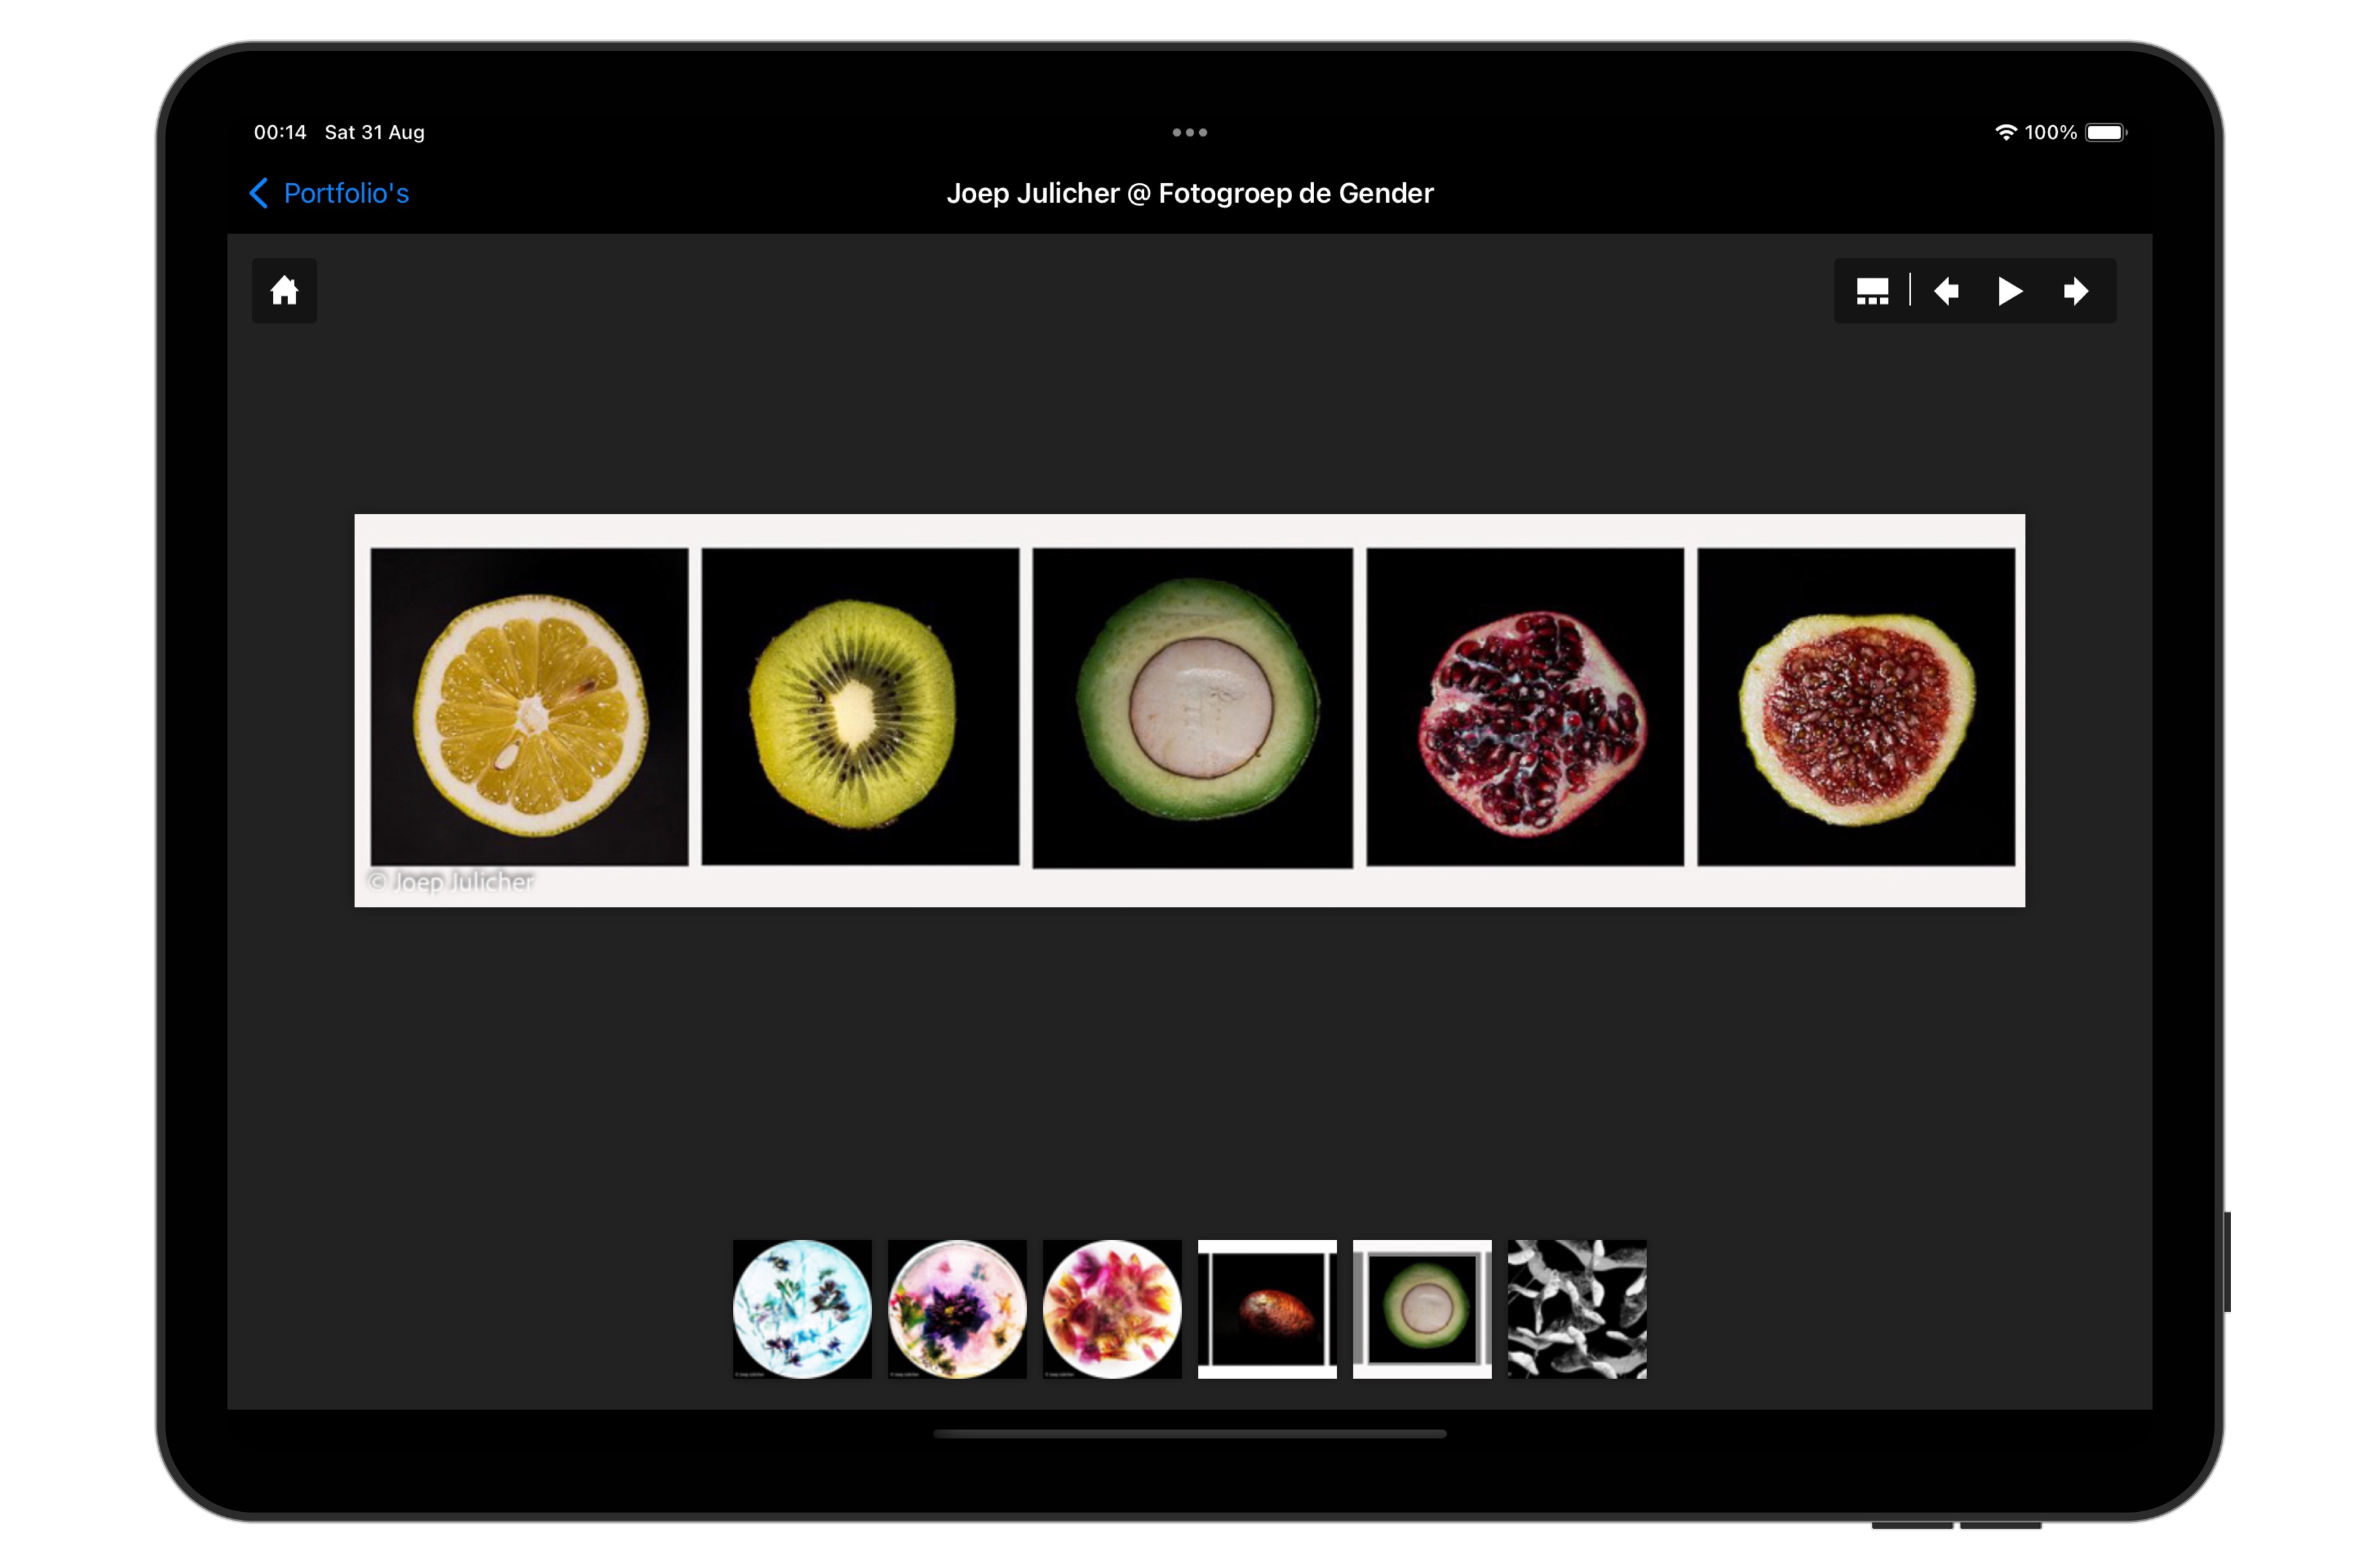 00:14 Sat 31 Aug
100%
Portfolio's
Joep Julicher @ Fotogroep de Gender
© Joep Julicher